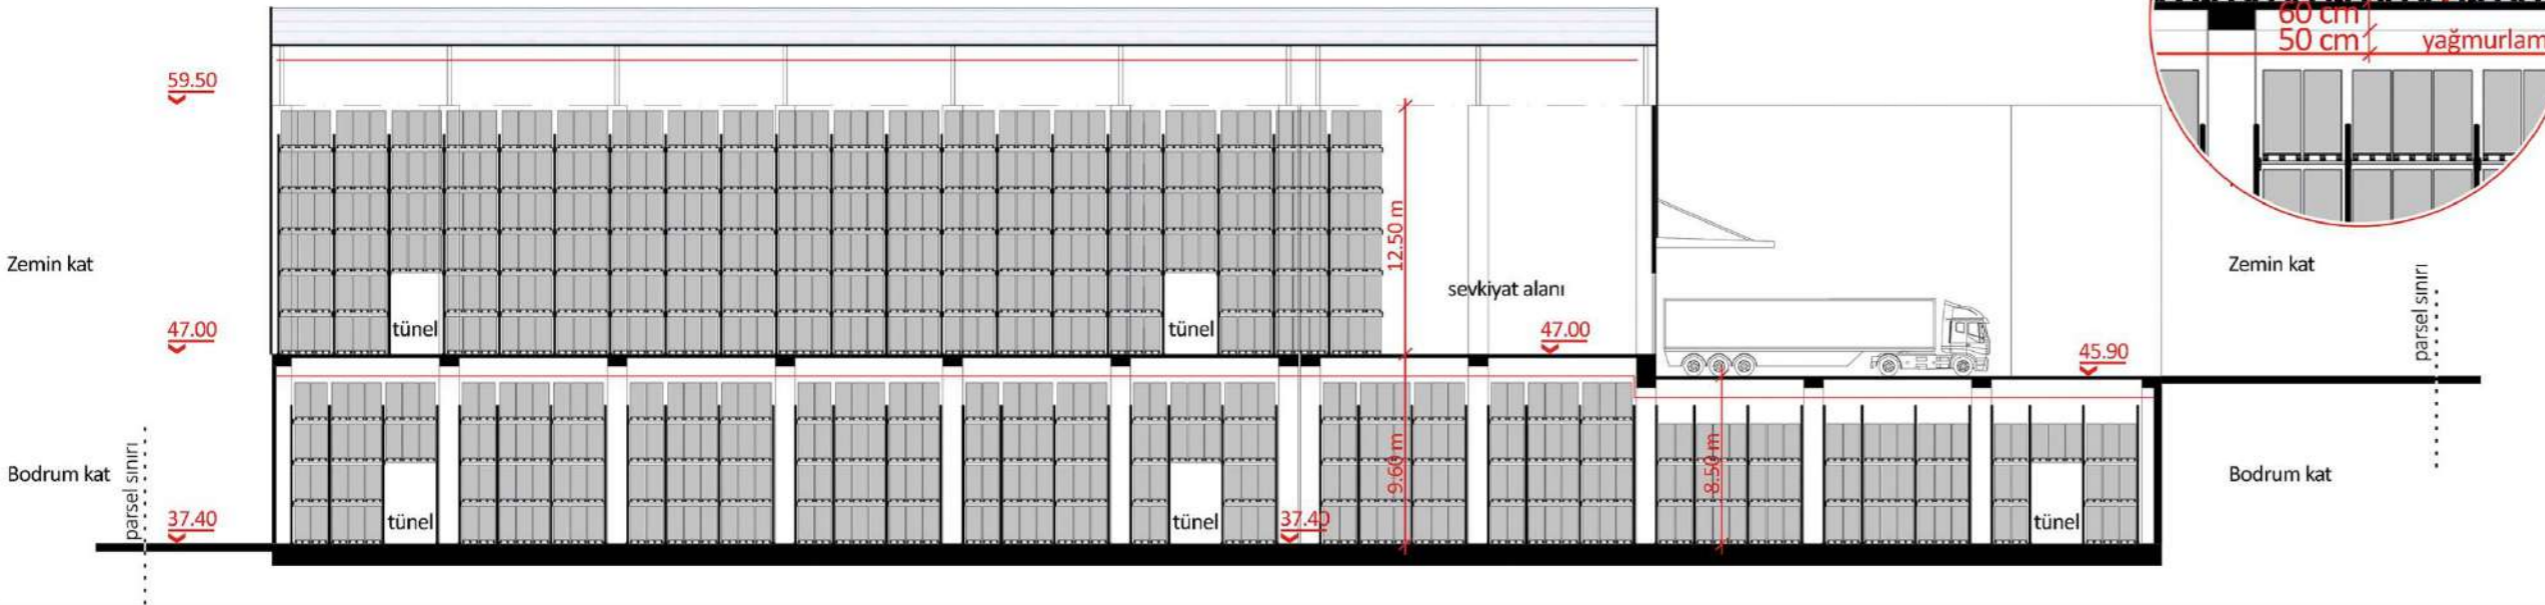 60 cm
50 cm
yağmurlam
59.50
12.50 m
Zemin kat
Zemin kat
parsel sınırı
sevkiyat alanı
47.00
tünel
tünel
47.00
45.90
parsel sınırı
Bodrum kat
9.60 m
8.50 m
Bodrum kat
37.40
tünel
tünel
37.40
tünel